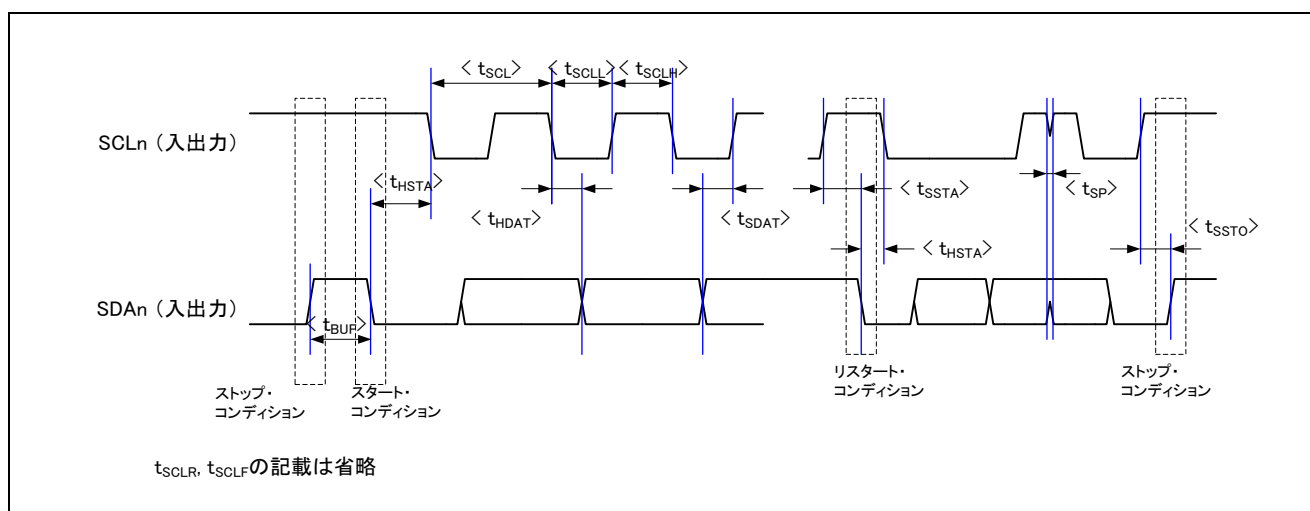 < tSCL>
< tSCLL>
< tSCLH>
SCLn (入出力)
< tHSTA>
< tHDAT>
< tSDAT>
< tSSTA>
< tSP>
< tSSTO>
< tHSTA>
SDAn (入出力)
< tBUF>
ストップ・
コンディション
スタート・
コンディション
リスタート・
コンディション
ストップ・
コンディション
tSCLR, tSCLFの記載は省略